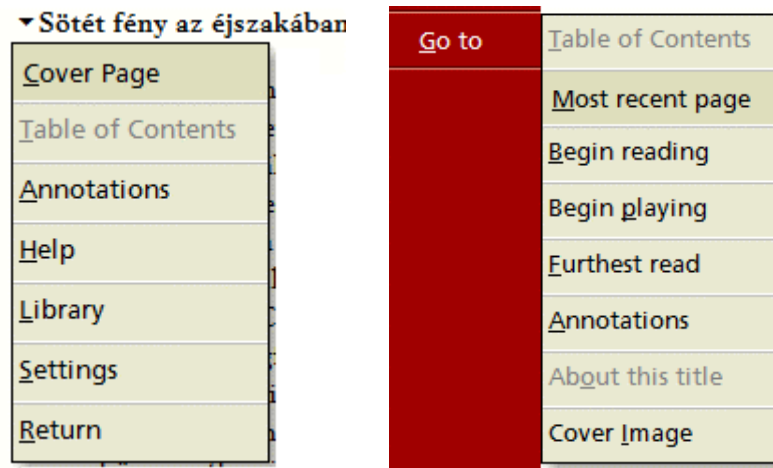 Sötét fény az éjszakában
Cover Page
Table of Contents
Annotations
Help
Library
Settings
Return
Go to
Table of Contents
Most recent page
Begin reading
Begin playing
Furthest read
Annotations
About this title
Cover Image